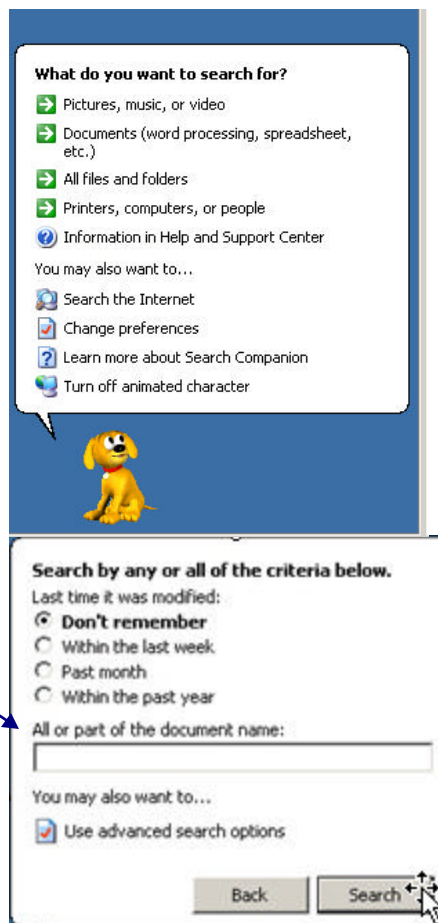 What do you want to search for?
Pictures, music, or video
Documents (word processing, spreadsheet,
etc.)
All files and folders
Printers, computers, or people
Information in Help and Support Center
You may also want to...
Search the Internet
Change preferences
Learn more about Search Companion
Turn off animated character
Search by any or all of the criteria below.
Last time it was modified:
Don't remember
Within the last week
Past month
Within the past year
All or part of the document name:
You may also want to...
Use advanced search options
Back Search